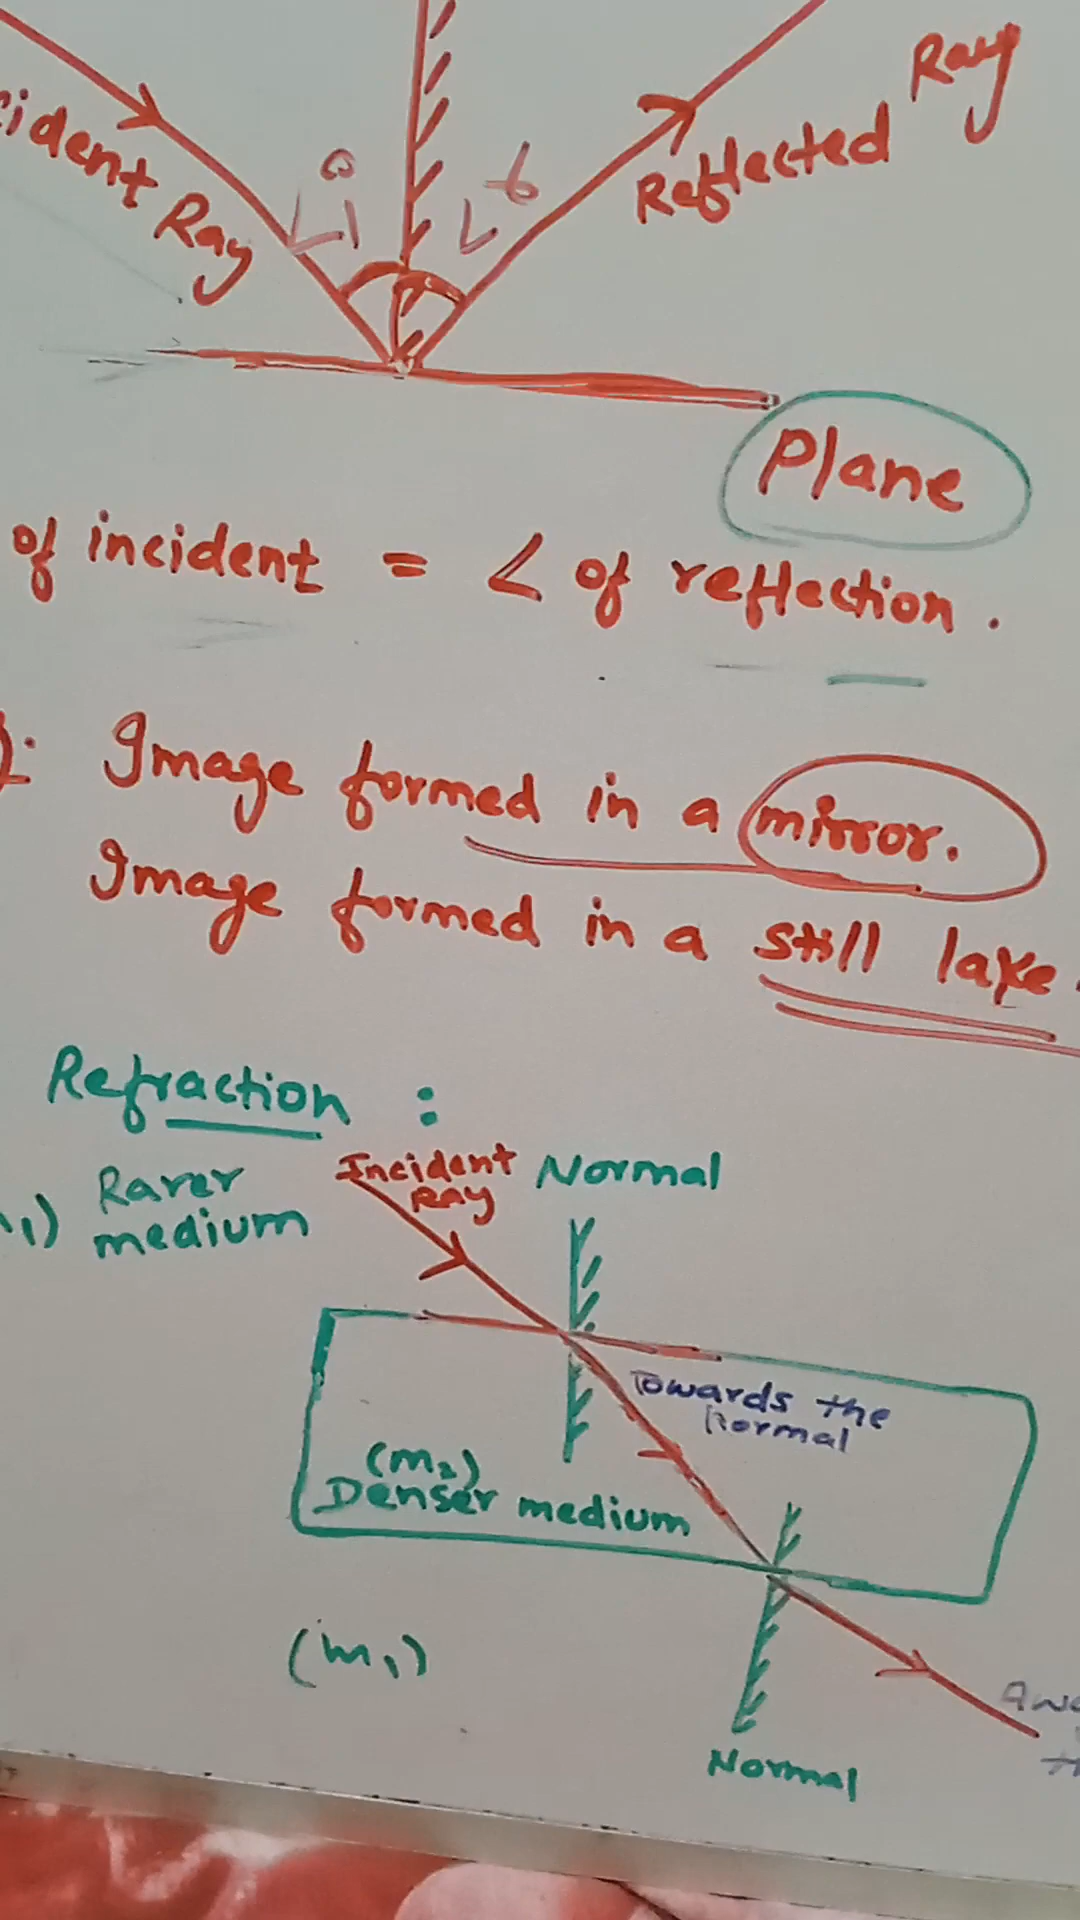 Ray
Reflected
Ray
Plane
of incident = ∠ of reflection.
Image formed in a mirror.
Image formed in a still lake.
Refraction :
Rarer medium
Incident Ray
Normal
Towards the normal
(m₂)
Denser medium
(m₁)
Normal